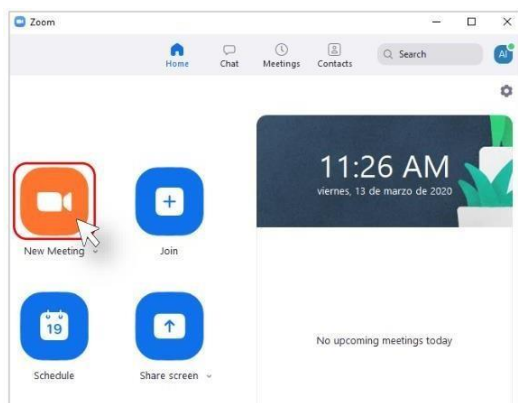 Zoom
Home
Chat
Meetings
Contacts
Search
AI
11:26 AM
viernes, 13 de marzo de 2020
New Meeting
Join
19
Schedule
Share screen
No upcoming meetings today